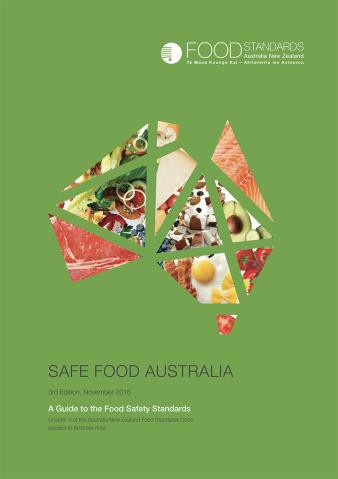 FOOD STANDARDS
Australia New Zealand
Te Mana Kounga Kai – Ahitereiria me Aotearoa
SAFE FOOD AUSTRALIA
3rd Edition, November 2016
A Guide to the Food Safety Standards
Chapter 3 of the Australia New Zealand Food Standards Code
(applies to Australia only)